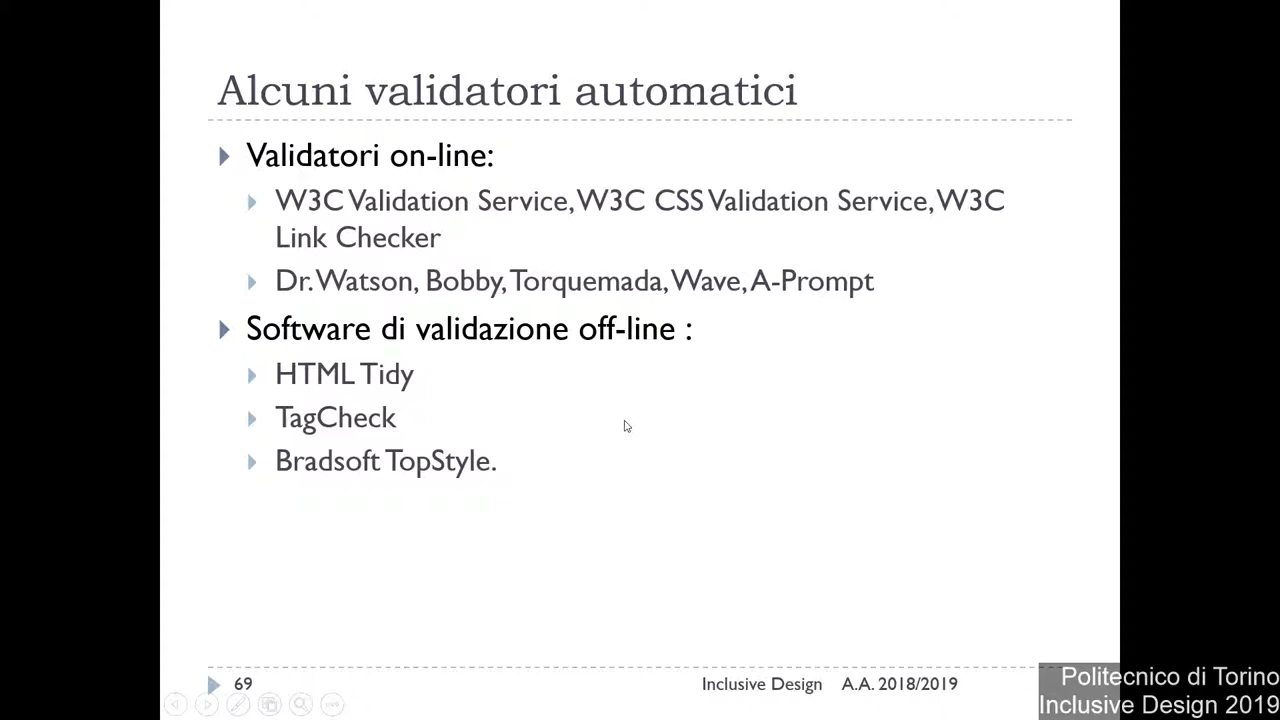 Alcuni validatori automatici
Validatori on-line:
W3C Validation Service, W3C CSS Validation Service, W3C
Link Checker
Dr. Watson, Bobby, Torquemada, Wave, A-Prompt
Software di validazione off-line :
HTML Tidy
TagCheck
Bradsoft TopStyle.
69
Inclusive Design A.A. 2018/2019
Politecnico di Torino
Inclusive Design 2019